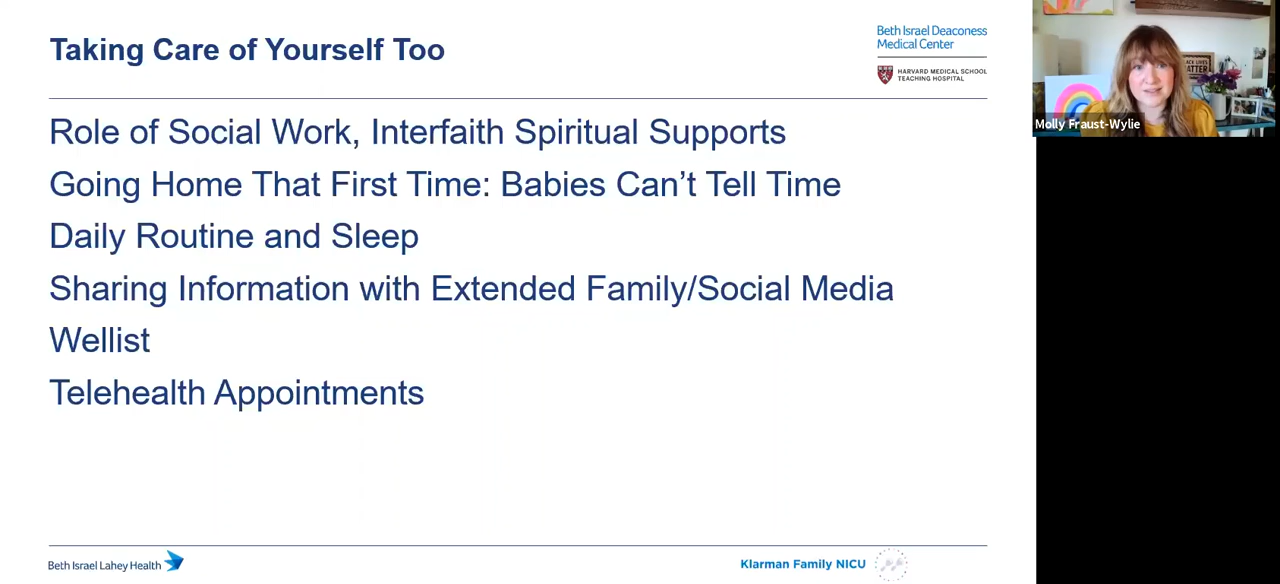 Taking Care of Yourself Too
Beth Israel Deaconess
Medical Center
HARVARD MEDICAL SCHOOL
TEACHING HOSPITAL
Role of Social Work, Interfaith Spiritual Supports
Going Home That First Time: Babies Can’t Tell Time
Daily Routine and Sleep
Sharing Information with Extended Family/Social Media
Wellist
Telehealth Appointments
Beth Israel Lahey Health
Klarman Family NICU
LIVES
MATTER
Molly Fraust-Wylie